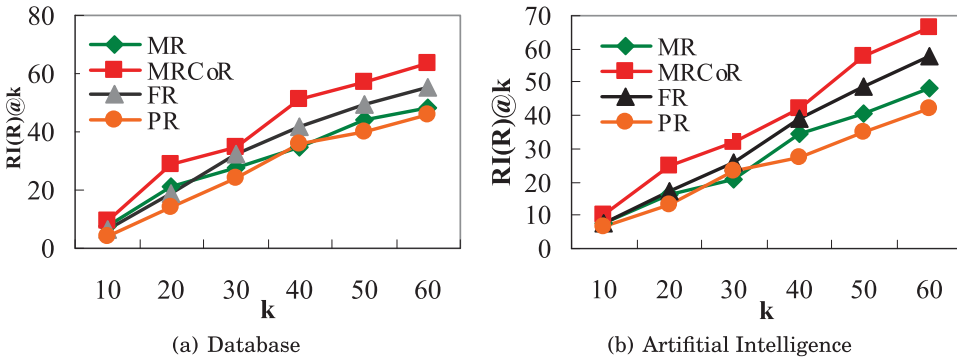 80
60
40
20
0
RI(R)@k
MR
MRCoR
FR
PR
10 20 30 40 50 60
k
(a) Database
70
60
50
40
30
20
10
0
RI(R)@k
MR
MRCoR
FR
PR
10 20 30 40 50 60
k
(b) Artifitial Intelligence